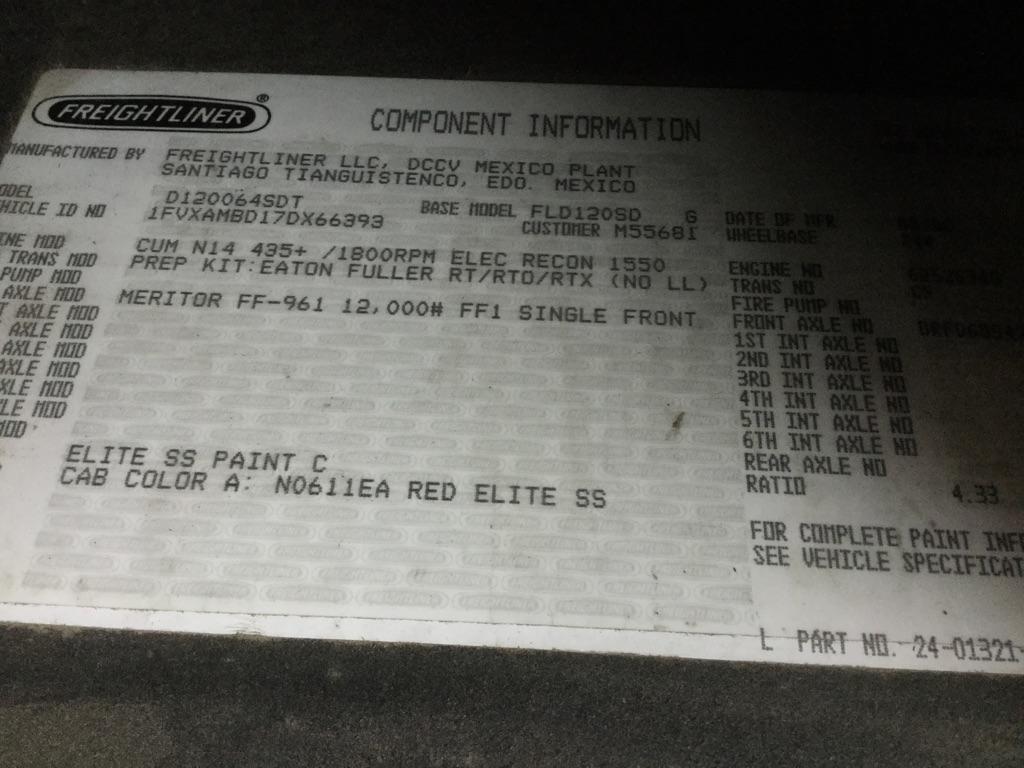 FREIGHTLINER ®
COMPONENT INFORMATION
MANUFACTURED BY FREIGHTLINER LLC, DCCV MEXICO PLANT
SANTIAGO TIANGUISTENCO, EDO. MEXICO
ODEL D120064SDT BASE MODEL FLD120SD G DATE OF MFR
HICLE ID NO 1FVXAMBD17DX66393 CUSTOMER M5568I WHEELBASE
INE MOD CUM N14 435+ /1800RPM ELEC RECON 1550 ENGINE NO
TRANS MOD PREP KIT:EATON FULLER RT/RTO/RTX (NO LL) TRANS NO
PUMP MOD FIRE PUMP NO
AXLE MOD MERITOR FF-961 12,000# FF1 SINGLE FRONT FRONT AXLE NO
T AXLE MOD 1ST INT AXLE NO
AXLE MOD 2ND INT AXLE NO
AXLE MOD 3RD INT AXLE NO
AXLE MOD 4TH INT AXLE NO
XLE MOD 5TH INT AXLE NO
LE MOD 6TH INT AXLE NO
MOD REAR AXLE NO
RATIO 4.33
ELITE SS PAINT C
CAB COLOR A: N0611EA RED ELITE SS
FOR COMPLETE PAINT INF
SEE VEHICLE SPECIFICAT
L PART NO. 24-01321-